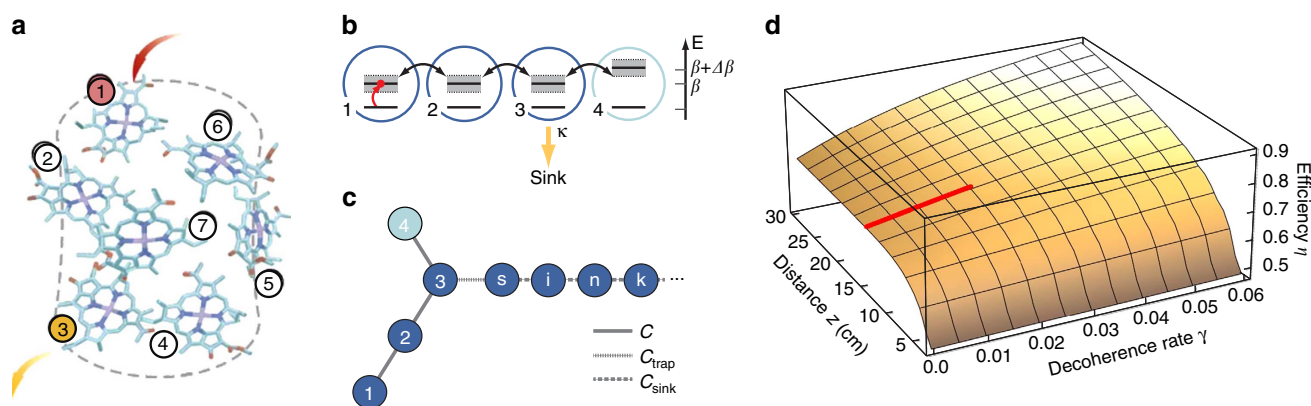 a
1
6
2
7
5
3
4
b
E
β+Δβ
β
1
2
3
4
κ
Sink
c
4
3
s
i
n
k
...
2
1
C
C_trap
C_sink
d
0.9
0.8
0.7
0.6
0.5
Efficiency η
30
25
20
15
10
5
Distance z (cm)
0.0
0.01
0.02
0.03
0.04
0.05
0.06
Decoherence rate γ